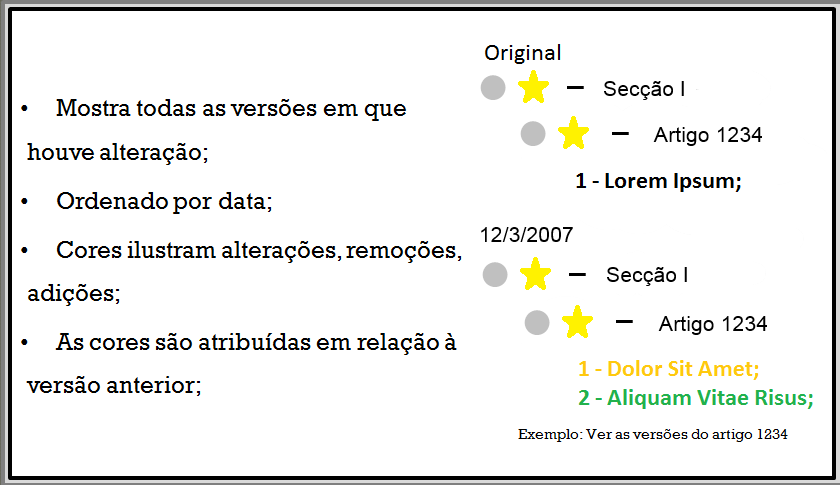 • Mostra todas as versões em que
houve alteração;
• Ordenado por data;
• Cores ilustram alterações, remoções,
adições;
• As cores são atribuídas em relação à
versão anterior;
Original
– Secção I
– Artigo 1234
1 - Lorem Ipsum;
12/3/2007
– Secção I
– Artigo 1234
1 - Dolor Sit Amet;
2 - Aliquam Vitae Risus;
Exemplo: Ver as versões do artigo 1234